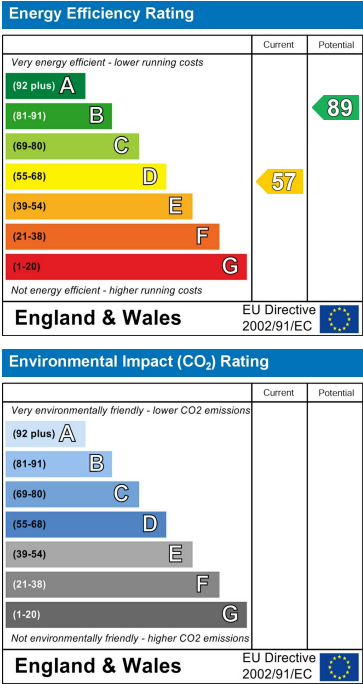 Energy Efficiency Rating
Current Potential
Very energy efficient - lower running costs
(92 plus) A
(81-91) B
89
(69-80) C
(55-68) D
57
(39-54) E
(21-38) F
(1-20) G
Not energy efficient - higher running costs
England & Wales
EU Directive
2002/91/EC
Environmental Impact (CO₂) Rating
Current Potential
Very environmentally friendly - lower CO2 emissions
(92 plus) A
(81-91) B
(69-80) C
(55-68) D
(39-54) E
(21-38) F
(1-20) G
Not environmentally friendly - higher CO2 emissions
England & Wales
EU Directive
2002/91/EC